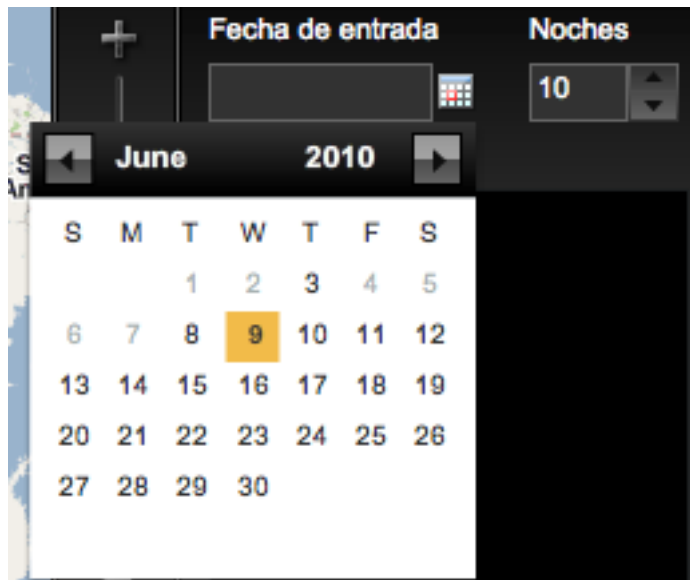 Fecha de entrada Noches
10
June 2010
S M T W T F S
1 2 3 4 5
6 7 8 9 10 11 12
13 14 15 16 17 18 19
20 21 22 23 24 25 26
27 28 29 30